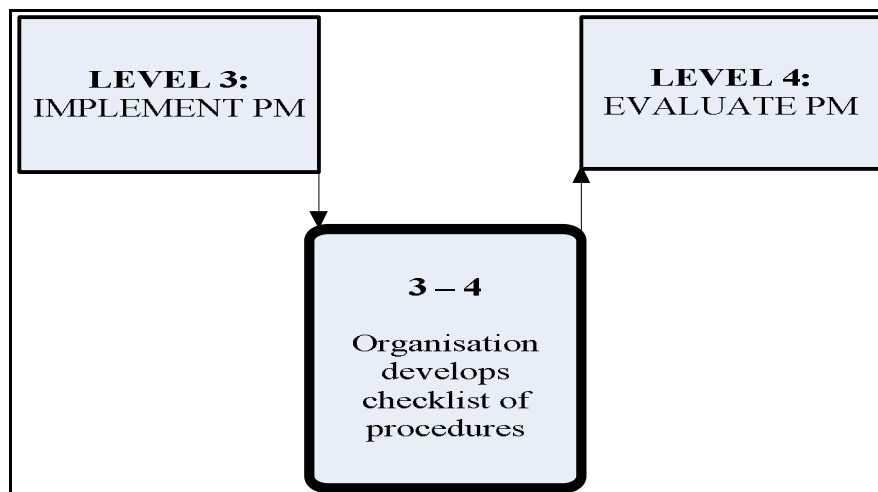 LEVEL 3:
IMPLEMENT PM
LEVEL 4:
EVALUATE PM
3 – 4
Organisation
develops
checklist of
procedures